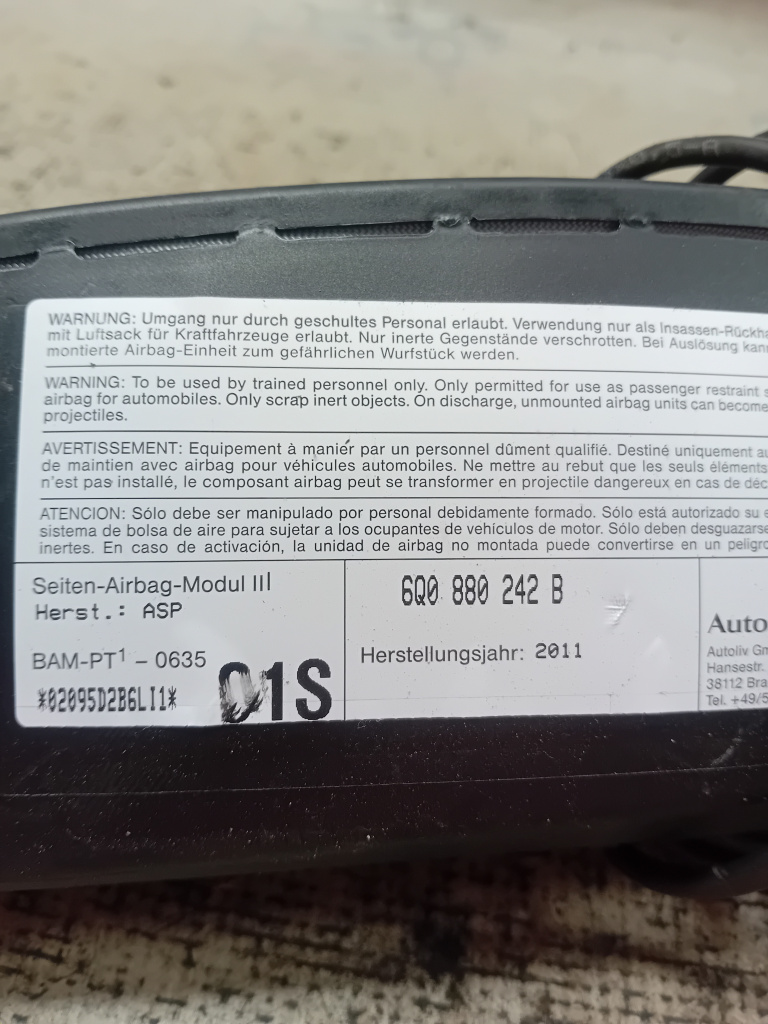 WARNUNG: Umgang nur durch geschultes Personal erlaubt. Verwendung nur als Insassen-Rückha
mit Luftsack für Kraftfahrzeuge erlaubt. Nur inerte Gegenstände verschrotten. Bei Auslösung kann
montierte Airbag-Einheit zum gefährlichen Wurfstück werden.
WARNING: To be used by trained personnel only. Only permitted for use as passenger restraint s
airbag for automobiles. Only scrap inert objects. On discharge, unmounted airbag units can become
projectiles.
AVERTISSEMENT: Equipement à manier par un personnel dûment qualifié. Destiné uniquement au
de maintien avec airbag pour véhicules automobiles. Ne mettre au rebut que les seuls éléments
n'est pas installé, le composant airbag peut se transformer en projectile dangereux en cas de déc
ATENCION: Sólo debe ser manipulado por personal debidamente formado. Sólo está autorizado su e
sistema de bolsa de aire para sujetar a los ocupantes de vehículos de motor. Sólo deben desguazarse
inertes. En caso de activación, la unidad de airbag no montada puede convertirse en un peligro
Seiten-Airbag-Modul III
Herst.: ASP
BAM-PT¹ – 0635
*02095D2B6LI1*
01S
6Q0 880 242 B
Herstellungsjahr: 2011
Auto
Autoliv Gm
Hansestr.
38112 Bra
Tel. +49/5